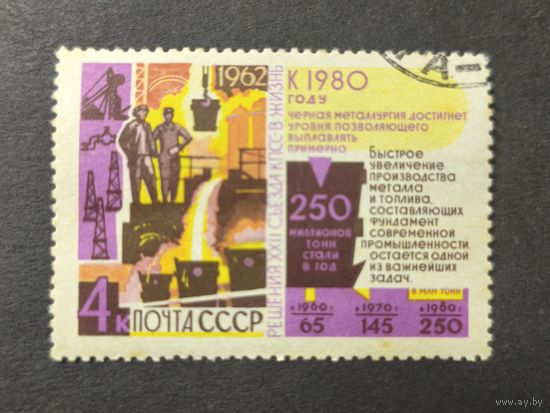 1962
К 1980
ГОДУ
ЧЕРНАЯ МЕТАЛЛУРГИЯ ДОСТИГНЕТ
УРОВНЯ, ПОЗВОЛЯЮЩЕГО
ВЫПЛАВЛЯТЬ
ПРИМЕРНО
250
МИЛЛИОНОВ
ТОНН
СТАЛИ
В ГОД
БЫСТРОЕ
УВЕЛИЧЕНИЕ
ПРОИЗВОДСТВА
МЕТАЛЛА
И ТОПЛИВА,
СОСТАВЛЯЮЩИХ
ФУНДАМЕНТ
СОВРЕМЕННОЙ
ПРОМЫШЛЕННОСТИ,
ОСТАЕТСЯ ОДНОЙ
ИЗ ВАЖНЕЙШИХ
ЗАДАЧ.
В МЛН ТОНН
к 1960 г. к 1970 г. к 1980 г.
65 145 250
РЕШЕНИЯ XXII СЪЕЗДА КПСС-В ЖИЗНЬ
4к ПОЧТА СССР
www.ay.by